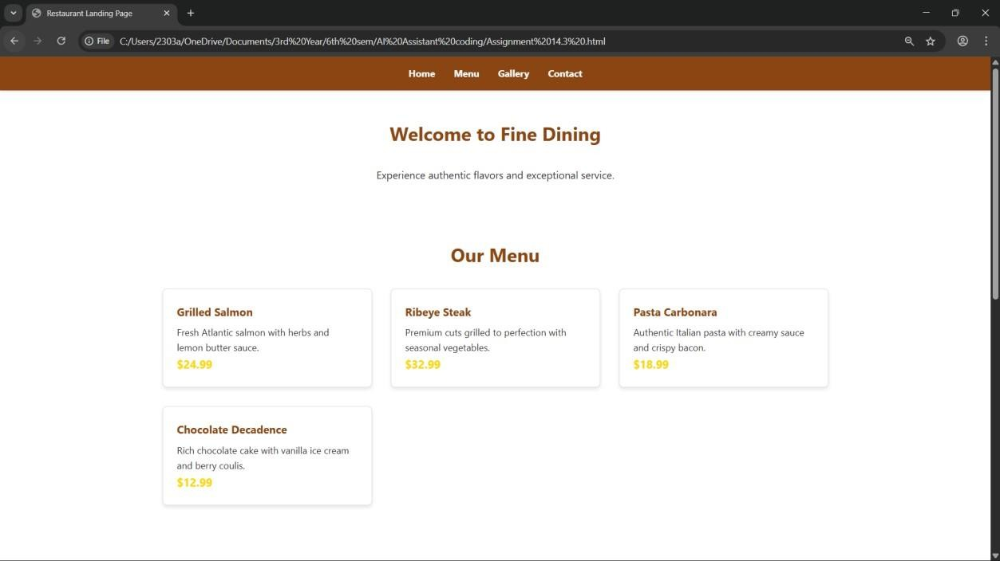 Restaurant Landing Page
File C:/Users/2303a/OneDrive/Documents/3rd%20Year/6th%20sem/AI%20Assistant%20coding/Assignment%2014.3%20.html
Home Menu Gallery Contact
Welcome to Fine Dining
Experience authentic flavors and exceptional service.
Our Menu
Grilled Salmon
Fresh Atlantic salmon with herbs and
lemon butter sauce.
$24.99
Ribeye Steak
Premium cuts grilled to perfection with
seasonal vegetables.
$32.99
Pasta Carbonara
Authentic Italian pasta with creamy sauce
and crispy bacon.
$18.99
Chocolate Decadence
Rich chocolate cake with vanilla ice cream
and berry coulis.
$12.99